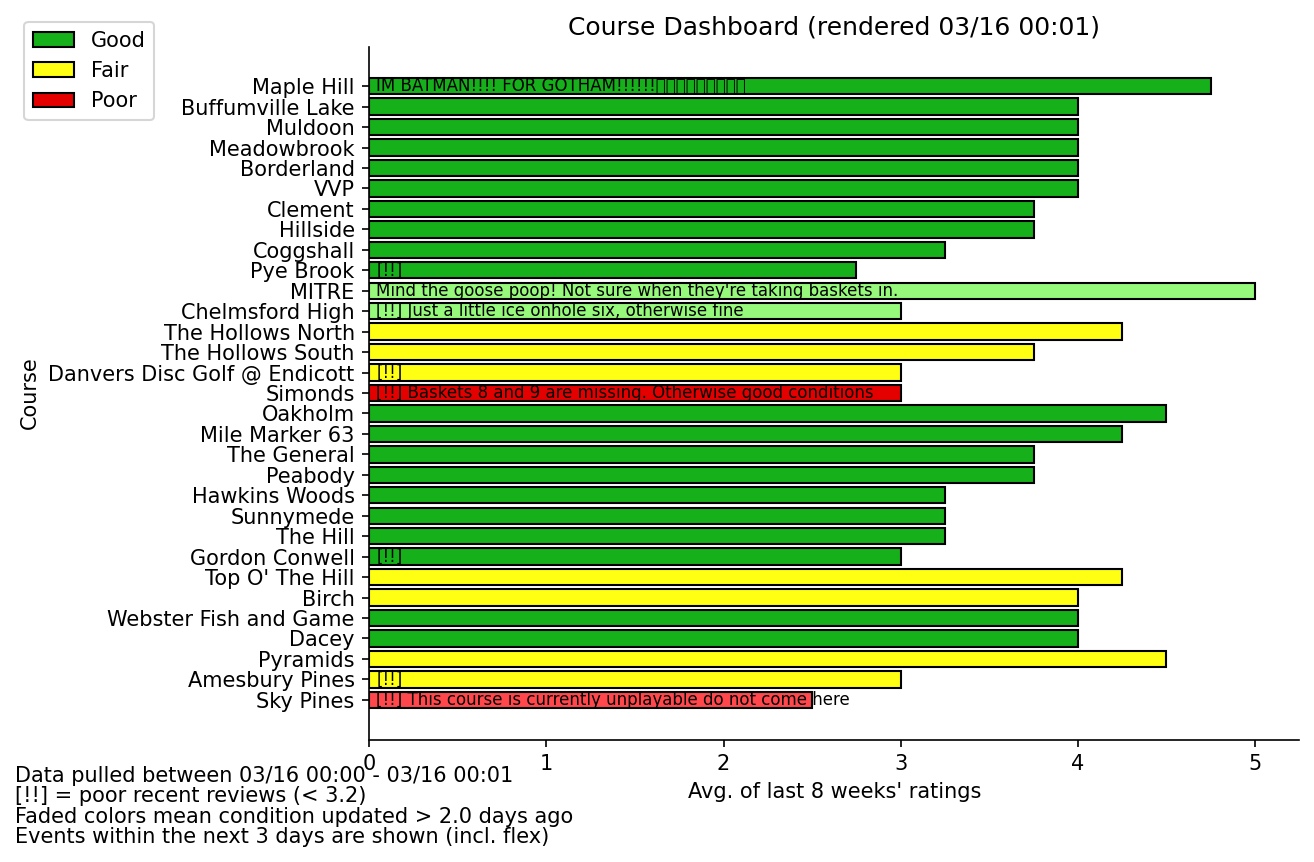 Course Dashboard (rendered 03/16 00:01)
Good
Fair
Poor
Course
Maple Hill IM BATMAN!!!! FOR GOTHAM!!!!!!
Buffumville Lake
Muldoon
Meadowbrook
Borderland
VVP
Clement
Hillside
Coggshall
Pye Brook [!!]
MITRE Mind the goose poop! Not sure when they're taking baskets in.
Chelmsford High [!!] Just a little ice onhole six, otherwise fine
The Hollows North
The Hollows South
Danvers Disc Golf @ Endicott [!!]
Simonds [!!] Baskets 8 and 9 are missing. Otherwise good conditions
Oakholm
Mile Marker 63
The General
Peabody
Hawkins Woods
Sunnymede
The Hill
Gordon Conwell [!!]
Top O' The Hill
Birch
Webster Fish and Game
Dacey
Pyramids
Amesbury Pines [!!]
Sky Pines [!!] This course is currently unplayable do not come here
0 1 2 3 4 5
Avg. of last 8 weeks' ratings
Data pulled between 03/16 00:00 - 03/16 00:01
[!!] = poor recent reviews (< 3.2)
Faded colors mean condition updated > 2.0 days ago
Events within the next 3 days are shown (incl. flex)